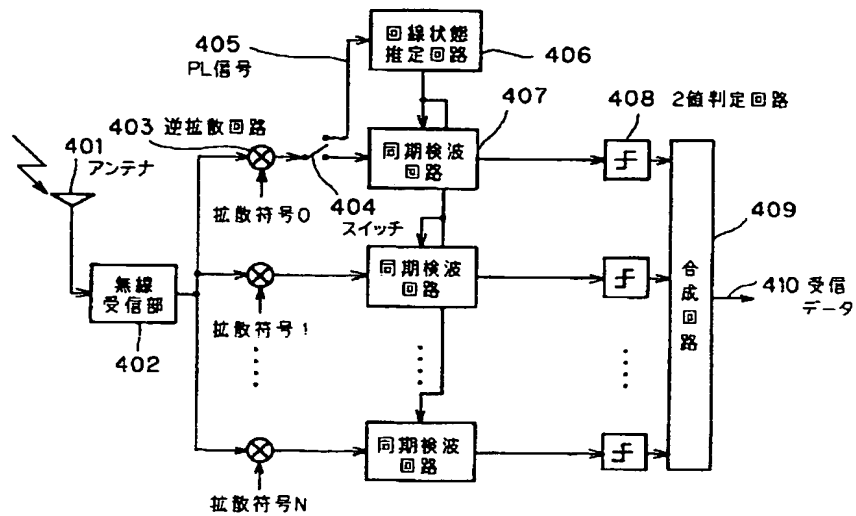 405
PL信号
回線状態
推定回路
406
407
408 2値判定回路
403 逆拡散回路
401
アンテナ
同期検波
回路
404
スイッチ
拡散符号0
409
無線
受信部
402
同期検波
回路
拡散符号1
合成回路
410 受信
データ
同期検波
回路
拡散符号N